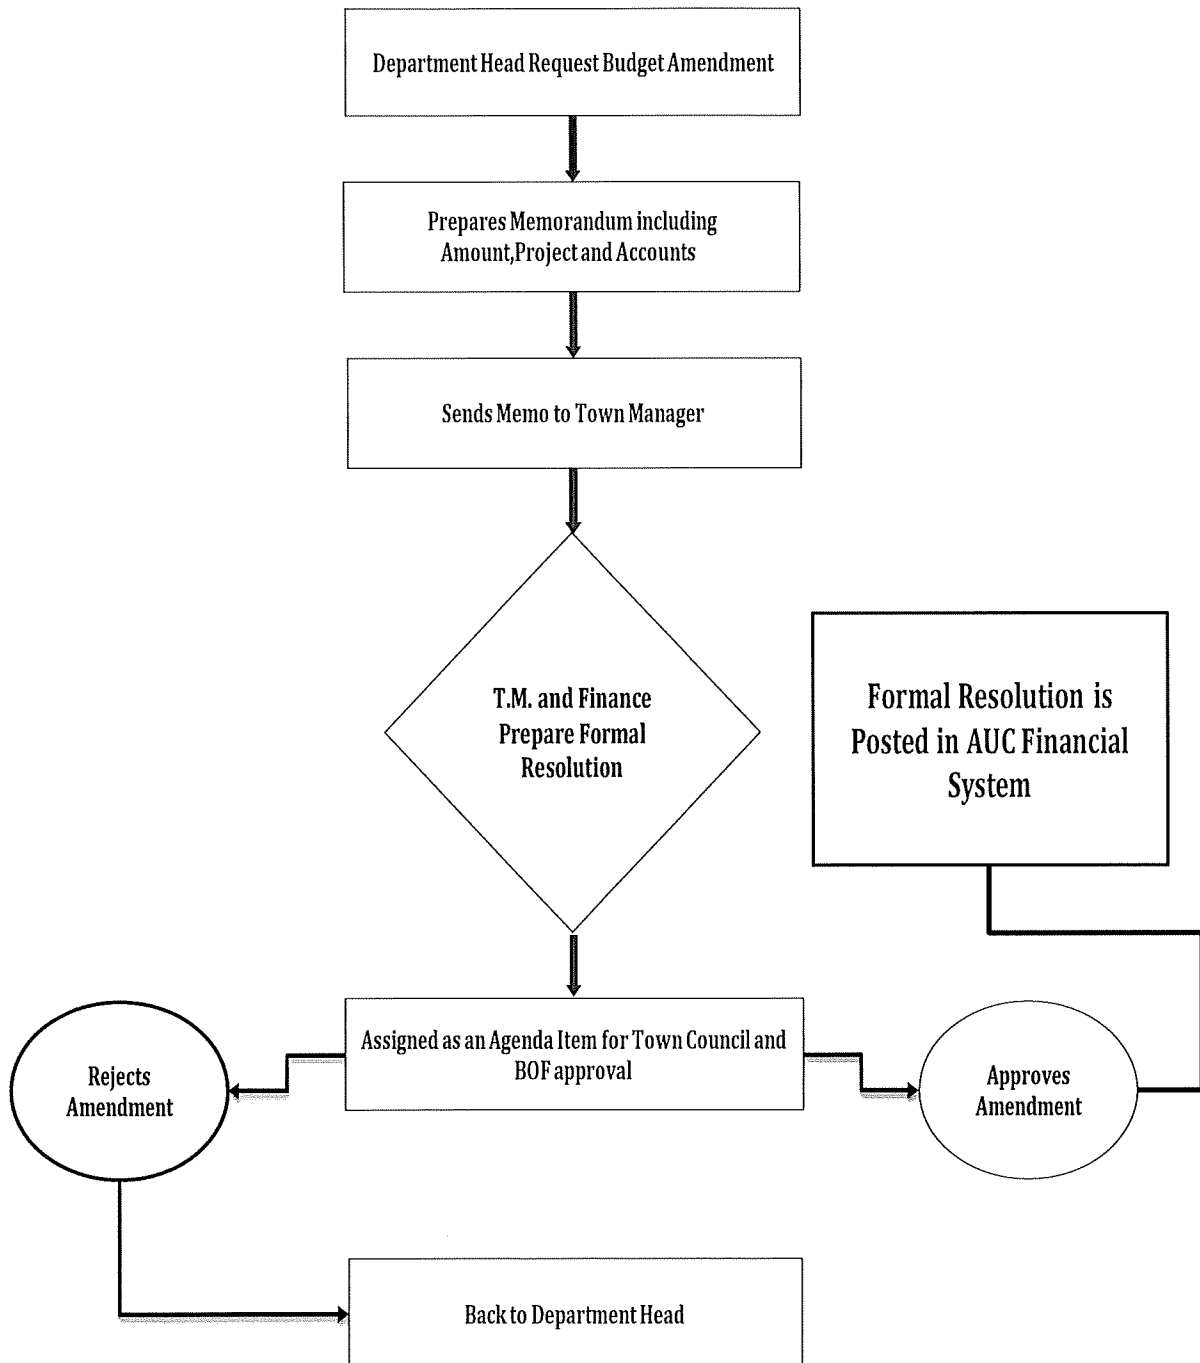 Department Head Request Budget Amendment
Prepares Memorandum including
Amount,Project and Accounts
Sends Memo to Town Manager
T.M. and Finance
Prepare Formal
Resolution
Formal Resolution is
Posted in AUC Financial
System
Assigned as an Agenda Item for Town Council and
BOF approval
Rejects
Amendment
Approves
Amendment
Back to Department Head